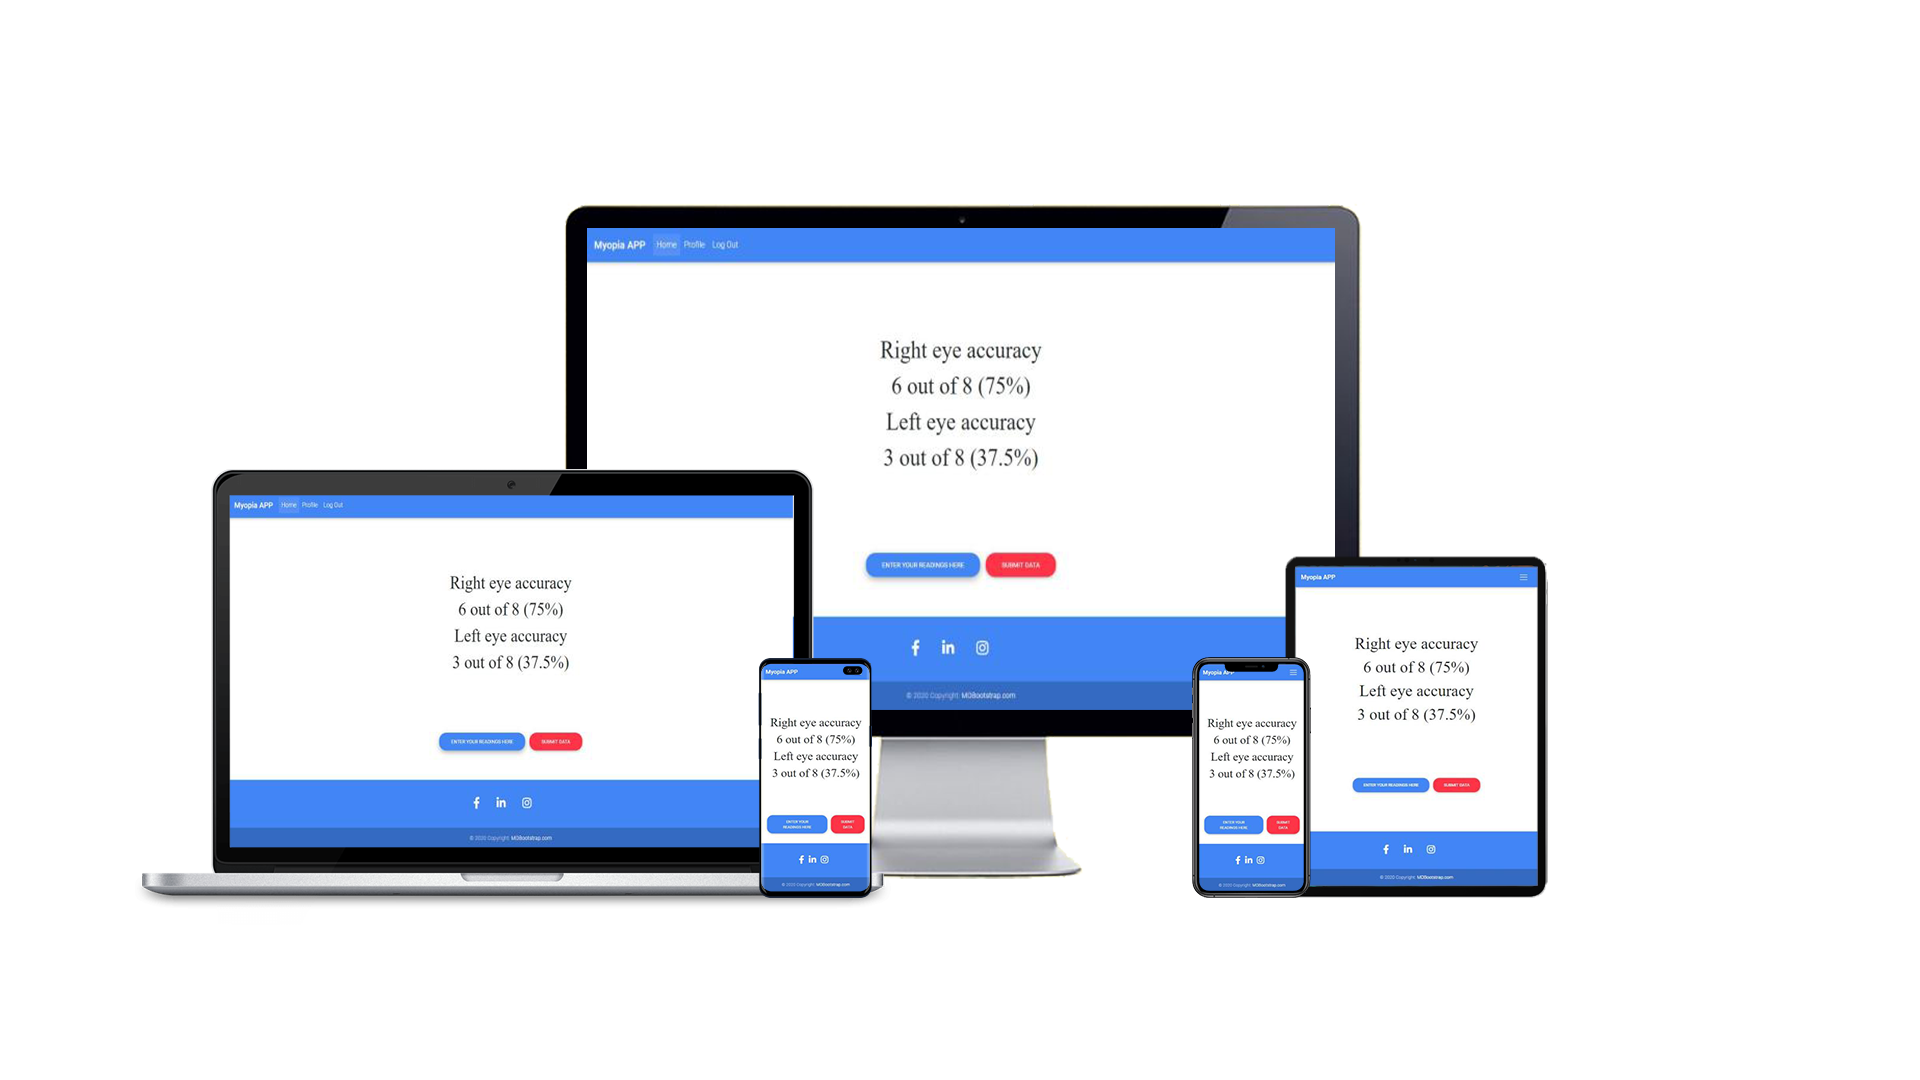 Myopia APP Home Profile Log Out
Right eye accuracy
6 out of 8 (75%)
Left eye accuracy
3 out of 8 (37.5%)
ENTER YOUR READINGS HERE SUBMIT DATA
© 2020 Copyright: MDBootstrap.com
Myopia APP Home Profile Log Out
Right eye accuracy
6 out of 8 (75%)
Left eye accuracy
3 out of 8 (37.5%)
ENTER YOUR READINGS HERE SUBMIT DATA
© 2020 Copyright: MDBootstrap.com
Myopia APP
Right eye accuracy
6 out of 8 (75%)
Left eye accuracy
3 out of 8 (37.5%)
ENTER YOUR
READINGS HERE
SUBMIT
DATA
© 2020 Copyright: MDBootstrap.com
Myopia APP
Right eye accuracy
6 out of 8 (75%)
Left eye accuracy
3 out of 8 (37.5%)
ENTER YOUR
READINGS HERE
SUBMIT
DATA
© 2020 Copyright: MDBootstrap.com
Myopia APP
Right eye accuracy
6 out of 8 (75%)
Left eye accuracy
3 out of 8 (37.5%)
ENTER YOUR READINGS HERE SUBMIT DATA
© 2020 Copyright: MDBootstrap.com